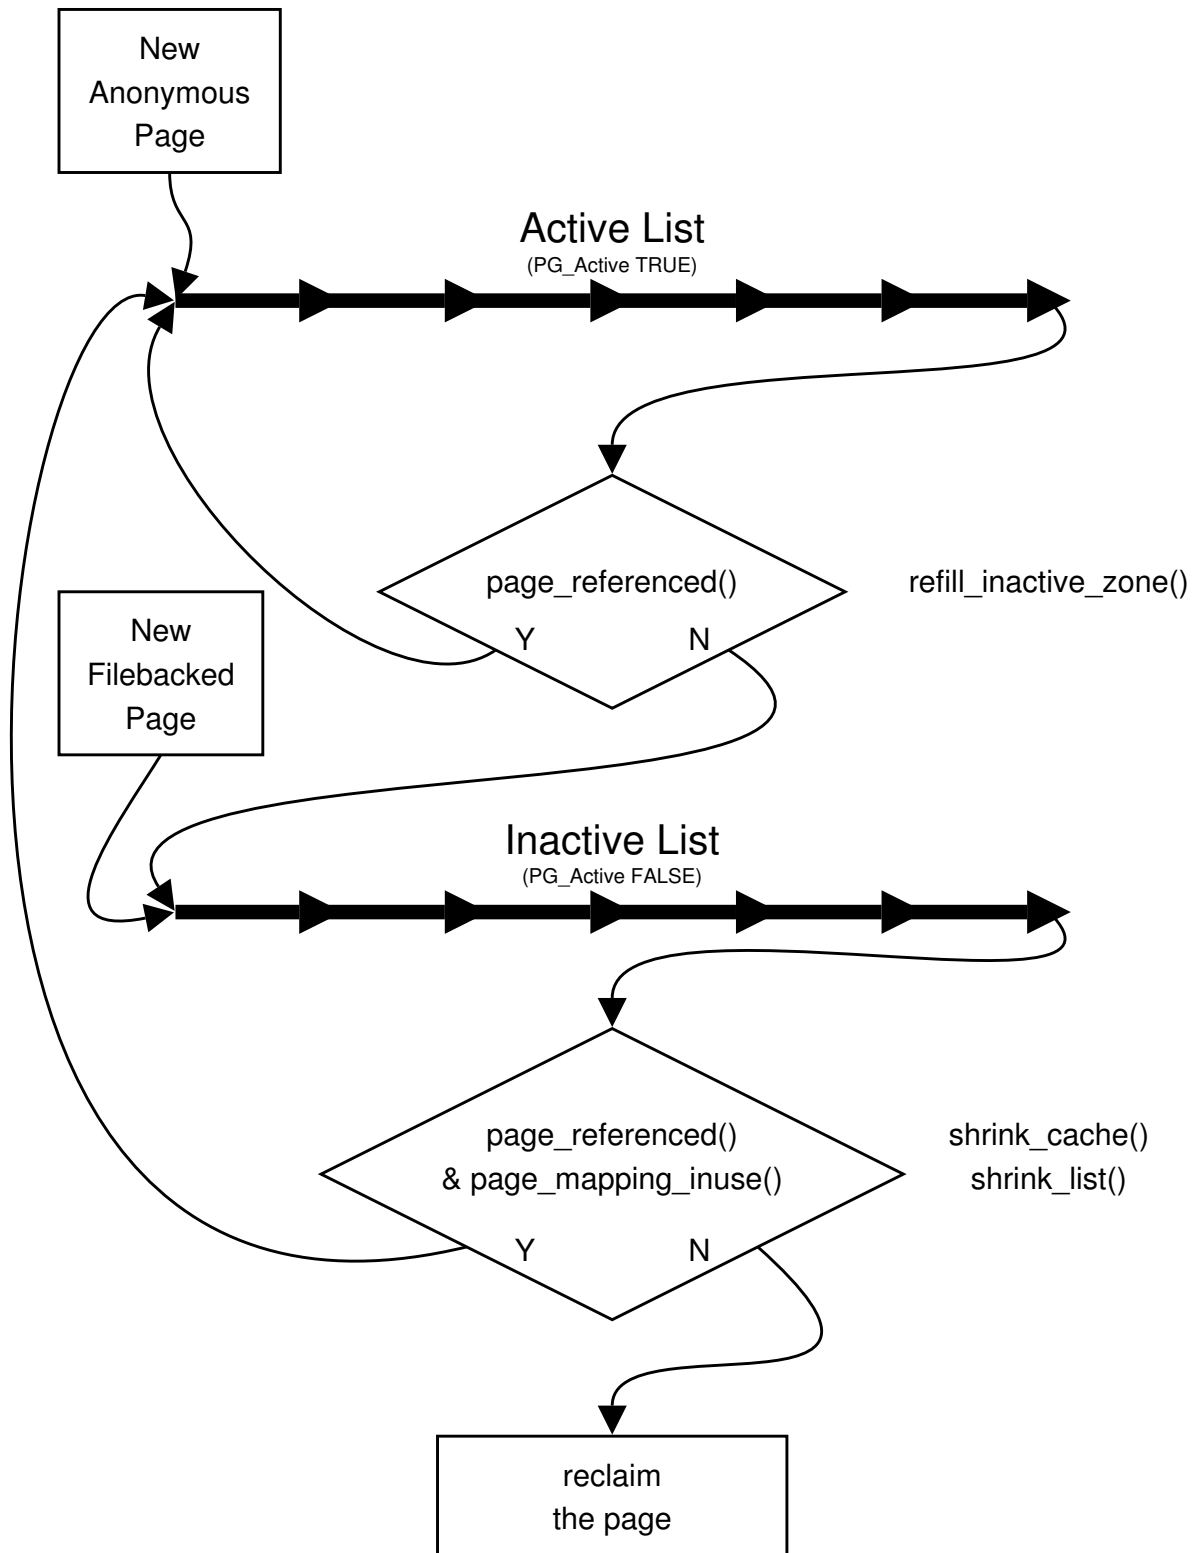 New
Anonymous
Page
Active List
(PG_Active TRUE)
page_referenced()
Y N
refill_inactive_zone()
New
Filebacked
Page
Inactive List
(PG_Active FALSE)
page_referenced()
& page_mapping_inuse()
Y N
shrink_cache()
shrink_list()
reclaim
the page